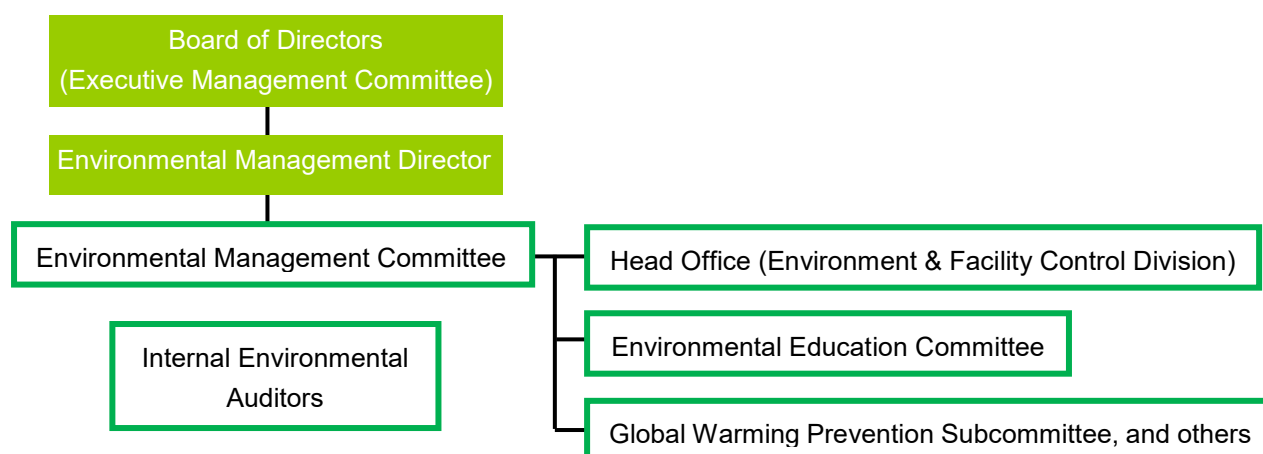 Board of Directors
(Executive Management Committee)
Environmental Management Director
Environmental Management Committee
Head Office (Environment & Facility Control Division)
Environmental Education Committee
Internal Environmental
Auditors
Global Warming Prevention Subcommittee, and others